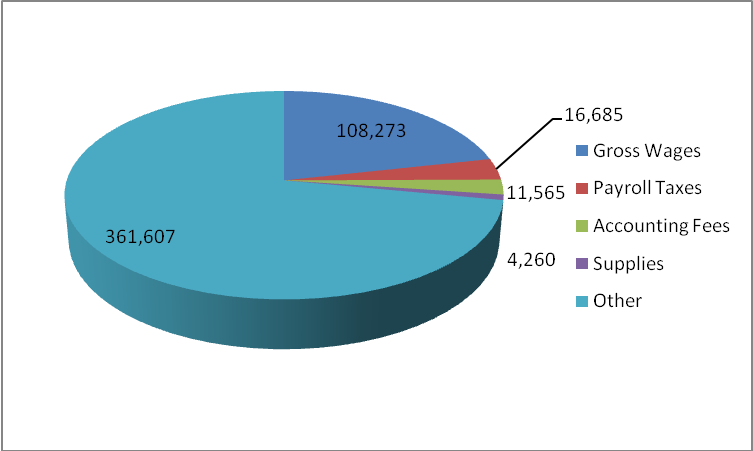 108,273
16,685
11,565
4,260
361,607
Gross Wages
Payroll Taxes
Accounting Fees
Supplies
Other